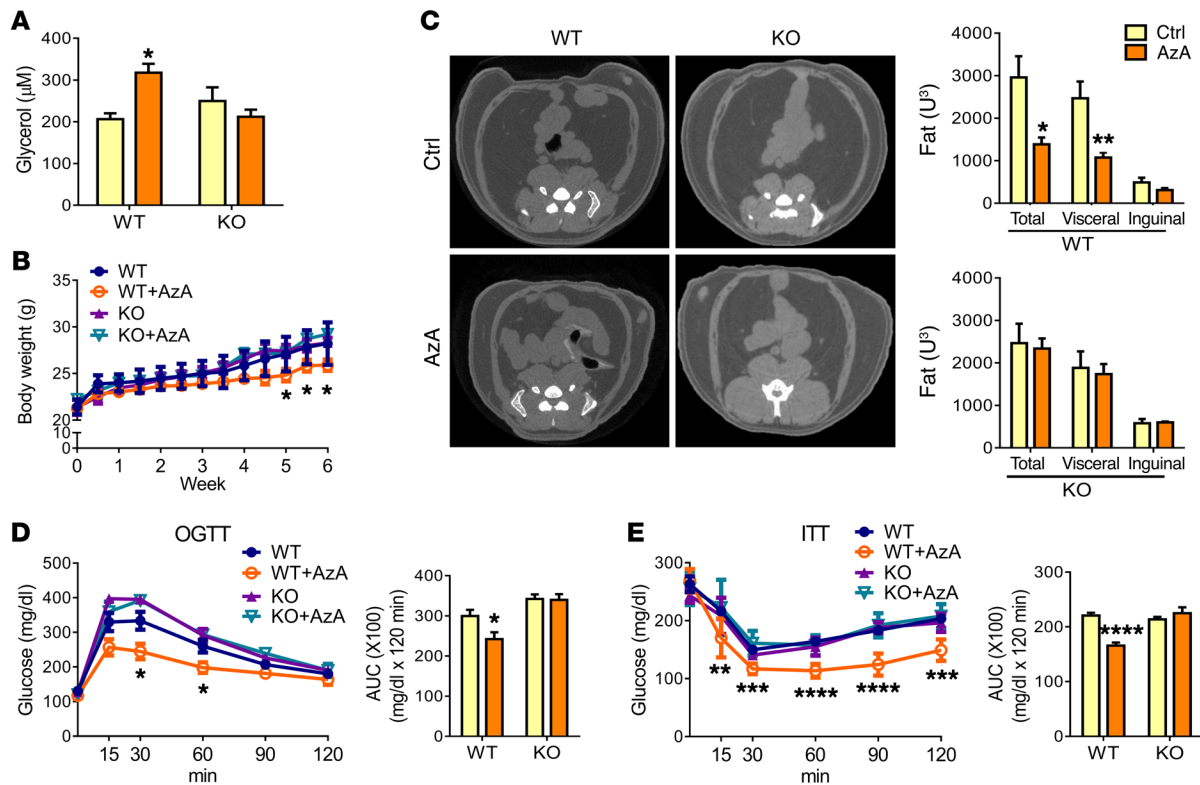 A
400
300
200
100
0
Glycerol (μM)
*
WT
KO
B
WT
WT+AzA
KO
KO+AzA
Body weight (g)
35
30
25
20
10
0
* * *
0 1 2 3 4 5 6
Week
C
WT
KO
Ctrl
AzA
Ctrl
AzA
Fat (U³)
4000
3000
2000
1000
0
*
**
Total Visceral Inguinal
WT
Fat (U³)
4000
3000
2000
1000
0
Total Visceral Inguinal
KO
D
OGTT
WT
WT+AzA
KO
KO+AzA
Glucose (mg/dl)
500
400
300
200
100
0
* *
15 30 60 90 120
min
AUC (X100)
(mg/dl x 120 min)
400
300
200
100
0
*
WT
KO
E
ITT
WT
WT+AzA
KO
KO+AzA
Glucose (mg/dl)
300
200
100
0
** *** **** **** ***
15 30 60 90 120
min
AUC (X100)
(mg/dl x 120 min)
300
200
100
0
****
WT
KO